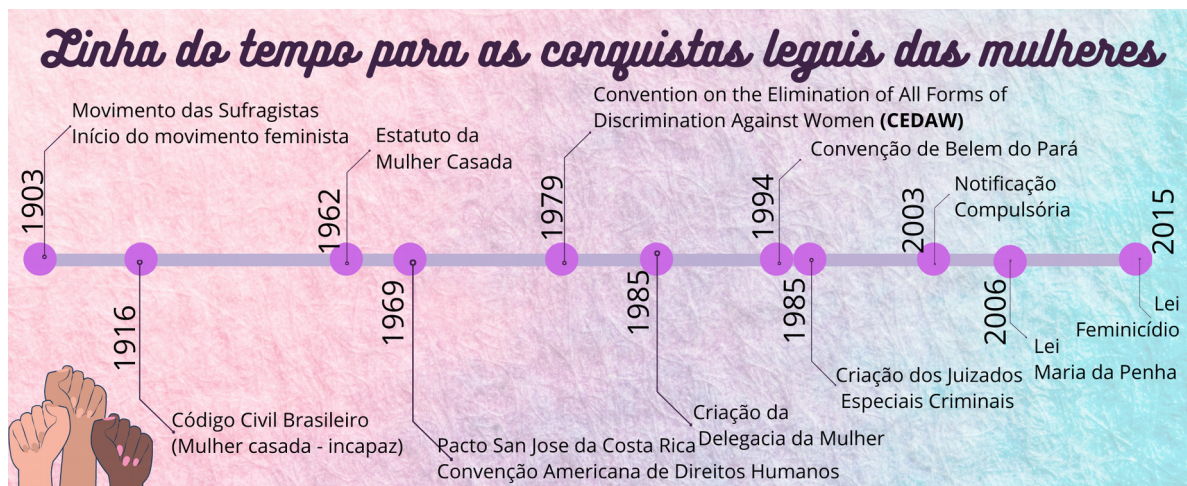 Linha do tempo para as conquistas legais das mulheres
1903
Movimento das Sufragistas
Início do movimento feminista
1916
Código Civil Brasileiro
(Mulher casada - incapaz)
1962
Estatuto da
Mulher Casada
1969
Pacto San Jose da Costa Rica
Convenção Americana de Direitos Humanos
1979
Convention on the Elimination of All Forms of
Discrimination Against Women (CEDAW)
1985
Criação da
Delegacia da Mulher
1994
Convenção de Belem do Pará
1985
Criação dos Juizados
Especiais Criminais
2003
Notificação
Compulsória
2006
Lei
Maria da Penha
2015
Lei
Feminicídio